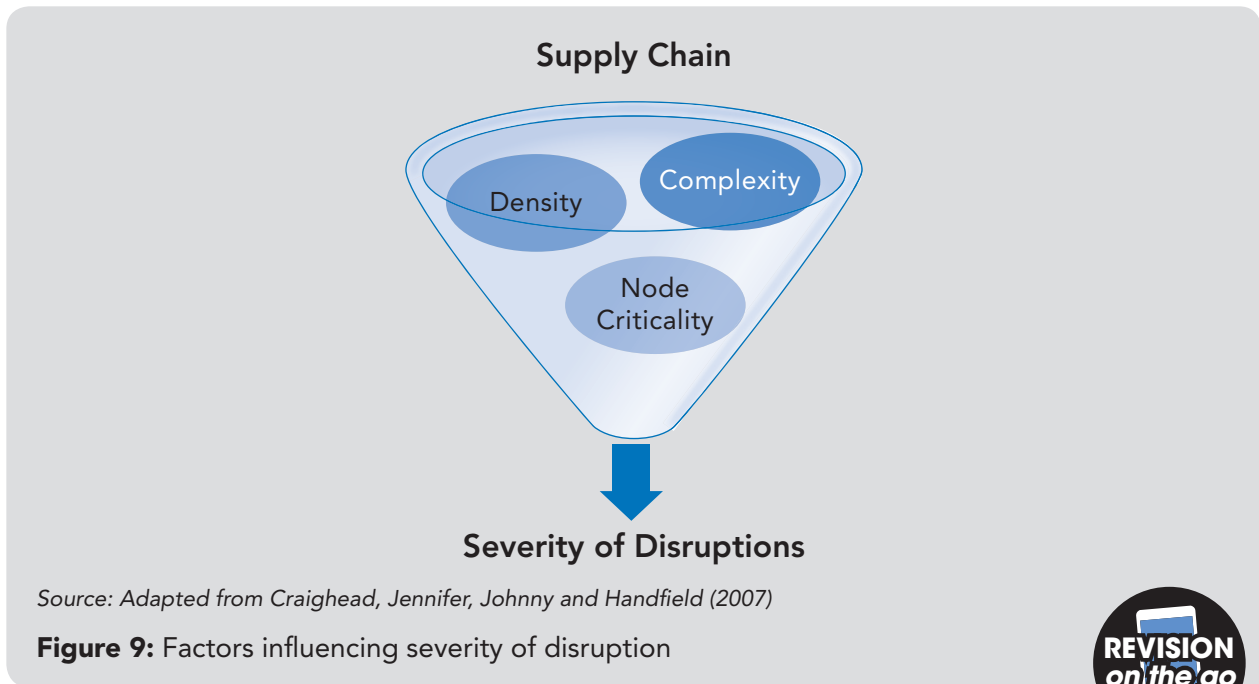 Supply Chain
Density
Complexity
Node
Criticality
Severity of Disruptions
Source: Adapted from Craighead, Jennifer, Johnny and Handfield (2007)
Figure 9: Factors influencing severity of disruption
REVISION
on the go